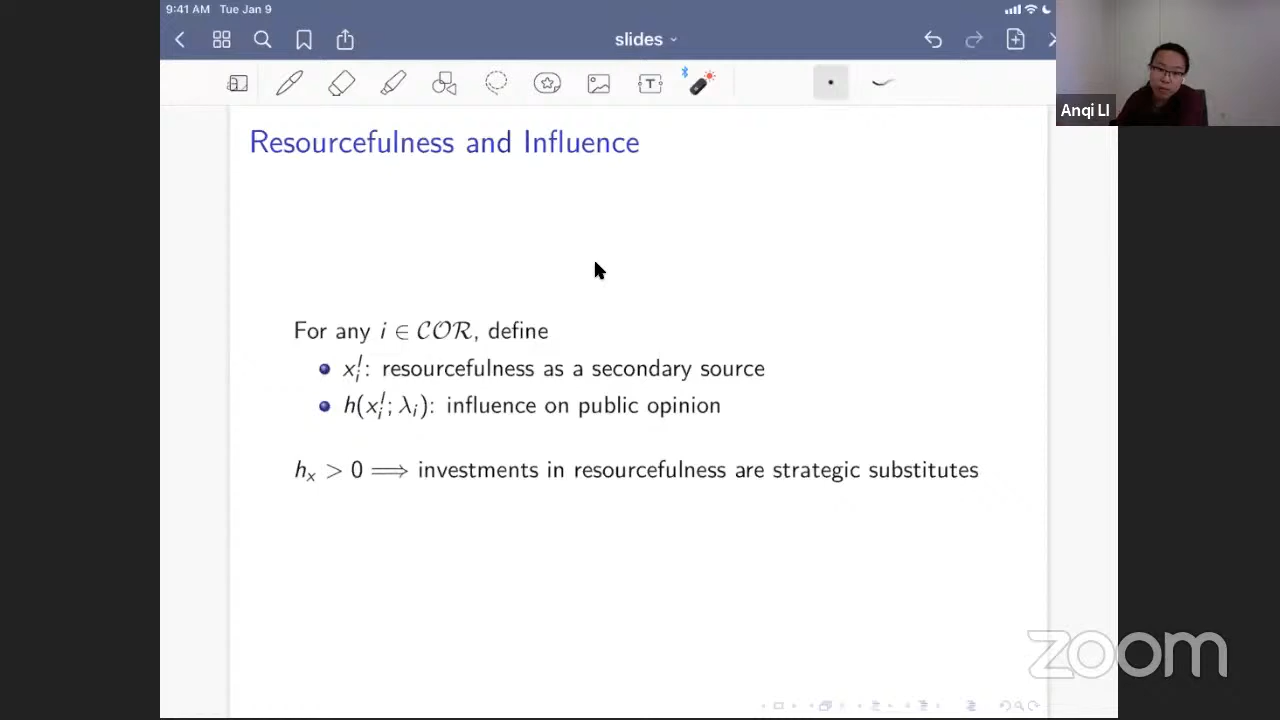 9:41 AM Tue Jan 9
slides
T
Anqi LI
Resourcefulness and Influence
For any i ∈ COR, define
x_i^I: resourcefulness as a secondary source
h(x_i^I; λ_i): influence on public opinion
h_x > 0 ⟹ investments in resourcefulness are strategic substitutes
zoom